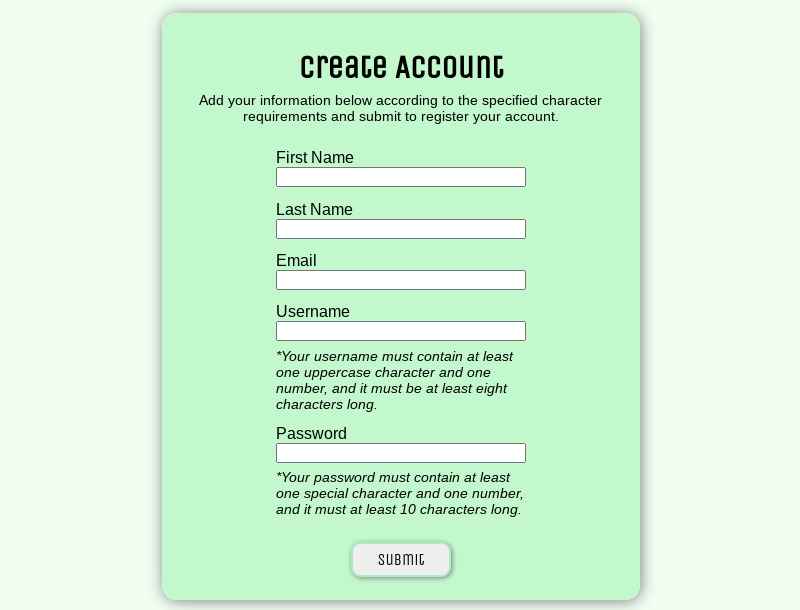 Create Account
Add your information below according to the specified character
requirements and submit to register your account.
First Name
Last Name
Email
Username
*Your username must contain at least
one uppercase character and one
number, and it must be at least eight
characters long.
Password
*Your password must contain at least
one special character and one number,
and it must at least 10 characters long.
Submit